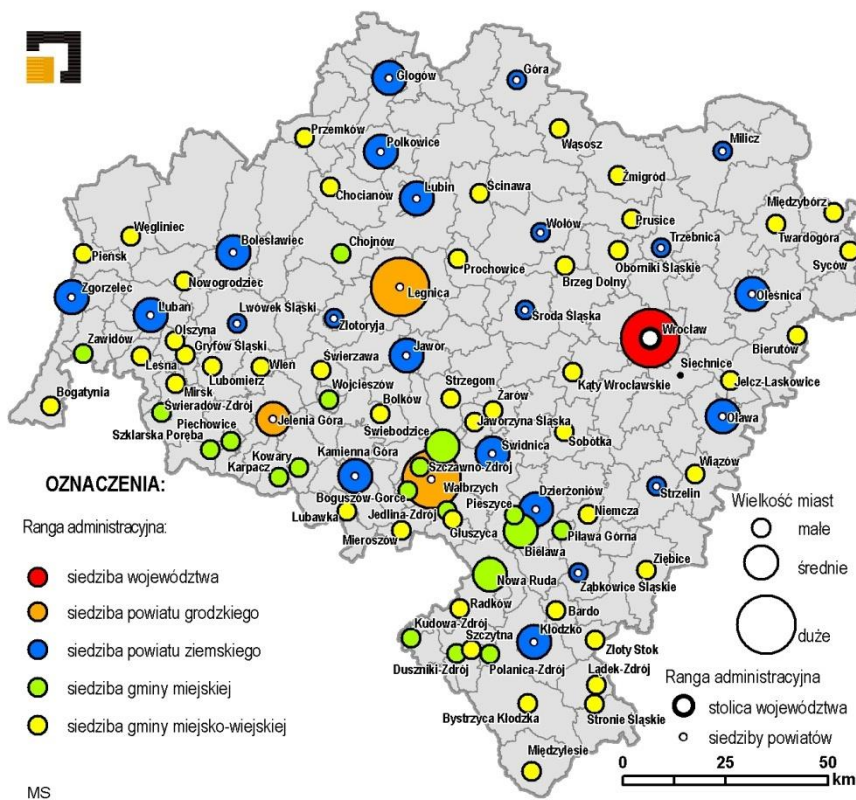 Głogów
Góra
Przemków
Polkowice
Wąsosz
Milicz
Chocianów
Lubin
Ścinawa
Żmigród
Międzybórz
Węgliniec
Prusice
Twardogóra
Bolesławiec
Chojnów
Wołów
Trzebnica
Pieńsk
Prochowice
Oborniki Śląskie
Syców
Nowogrodziec
Brzeg Dolny
Zgorzelec
Legnica
Oleśnica
Lubań
Lwówek Śląski
Złotoryja
Środa Śląska
Wrocław
Zawidów
Olszyna
Jawor
Bierutów
Gryfów Śląski
Siechnice
Leśna
Wleń
Świerzawa
Lubomierz
Kąty Wrocławskie
Jelcz-Laskowice
Mirsk
Wojcieszów
Strzegom
Bogatynia
Świeradów-Zdrój
Bolków
Żarów
Piechowice
Jelenia Góra
Jaworzyna Śląska
Oława
Szklarska Poręba
Świebodzice
Sobótka
Kowary
Kamienna Góra
Świdnica
Karpacz
Szczawno-Zdrój
Wiązów
Wałbrzych
Strzelin
Boguszów-Gorce
Pieszyce
Dzierżoniów
Lubawka
Jedlina-Zdrój
Niemcza
Mieroszów
Głuszyca
Piława Górna
Bielawa
Ziębice
Nowa Ruda
Ząbkowice Śląskie
Radków
Bardo
Kudowa-Zdrój
Kłodzko
Szczytna
Złoty Stok
Duszniki-Zdrój
Polanica-Zdrój
Lądek-Zdrój
Bystrzyca Kłodzka
Stronie Śląskie
Międzylesie
OZNACZENIA:
Ranga administracyjna:
siedziba województwa
siedziba powiatu grodzkiego
siedziba powiatu ziemskiego
siedziba gminy miejskiej
siedziba gminy miejsko-wiejskiej
MS
Wielkość miast
małe
średnie
duże
Ranga administracyjna
stolica województwa
siedziby powiatów
0 25 50
km